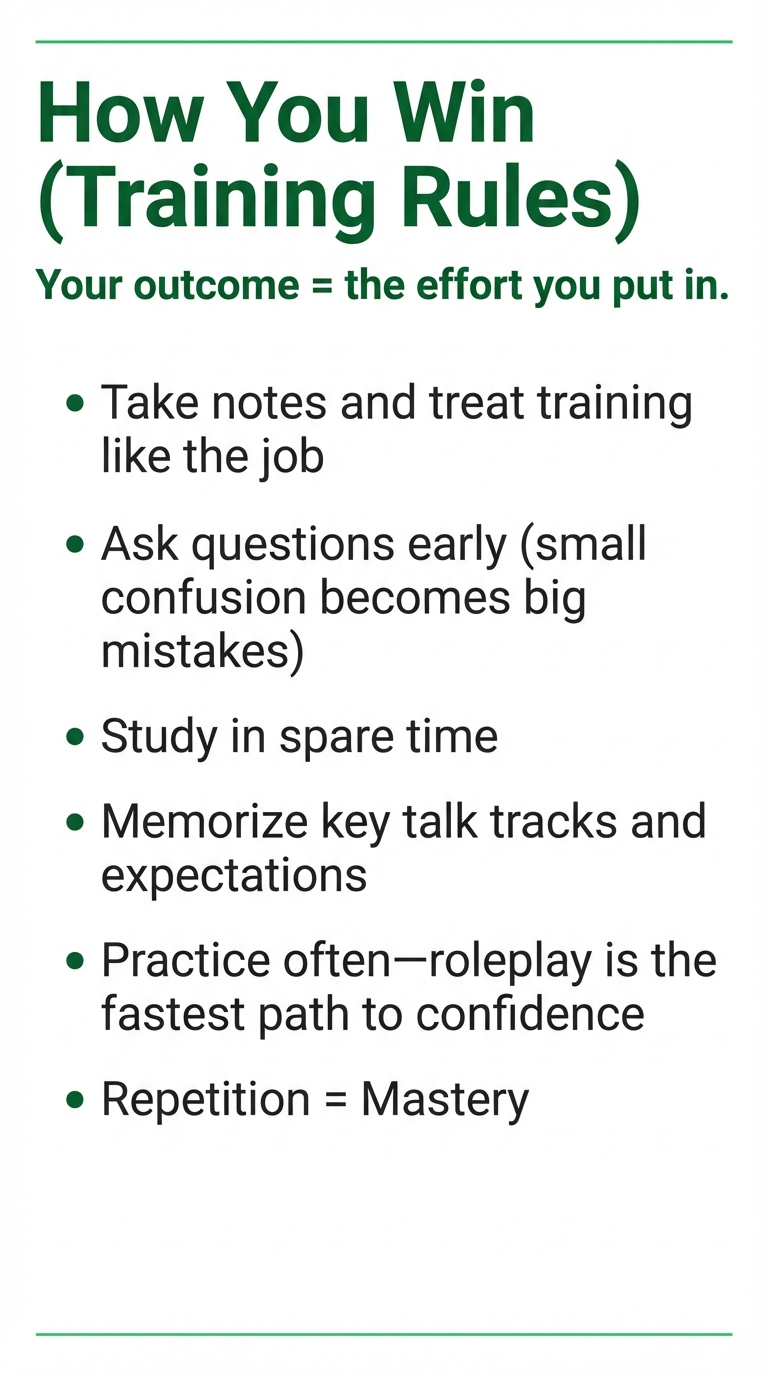 How You Win
(Training Rules)
Your outcome = the effort you put in.
• Take notes and treat training
like the job
• Ask questions early (small
confusion becomes big
mistakes)
• Study in spare time
• Memorize key talk tracks and
expectations
• Practice often—roleplay is the
fastest path to confidence
• Repetition = Mastery